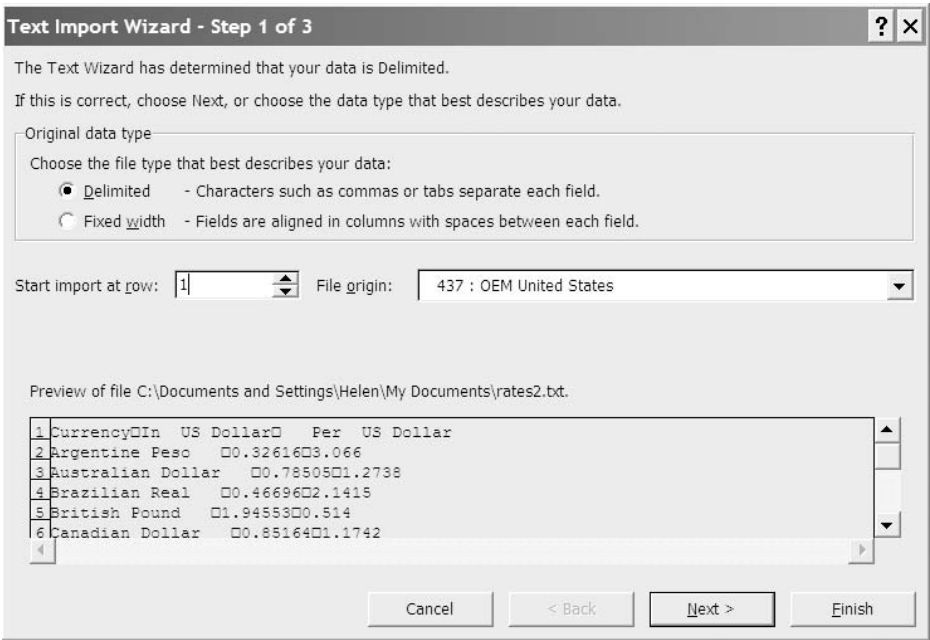 Text Import Wizard - Step 1 of 3 ? X
The Text Wizard has determined that your data is Delimited.
If this is correct, choose Next, or choose the data type that best describes your data.
Original data type
Choose the file type that best describes your data:
Delimited - Characters such as commas or tabs separate each field.
Fixed width - Fields are aligned in columns with spaces between each field.
Start import at row: 1 File origin: 437 : OEM United States
Preview of file C:\Documents and Settings\Helen\My Documents\rates2.txt.
1 Currency□In  US Dollar□   Per  US Dollar
2 Argentine Peso   □0.32616□3.066
3 Australian Dollar   □0.78505□1.2738
4 Brazilian Real   □0.46696□2.1415
5 British Pound   □1.94553□0.514
6 Canadian Dollar   □0.85164□1.1742
Cancel < Back Next > Finish